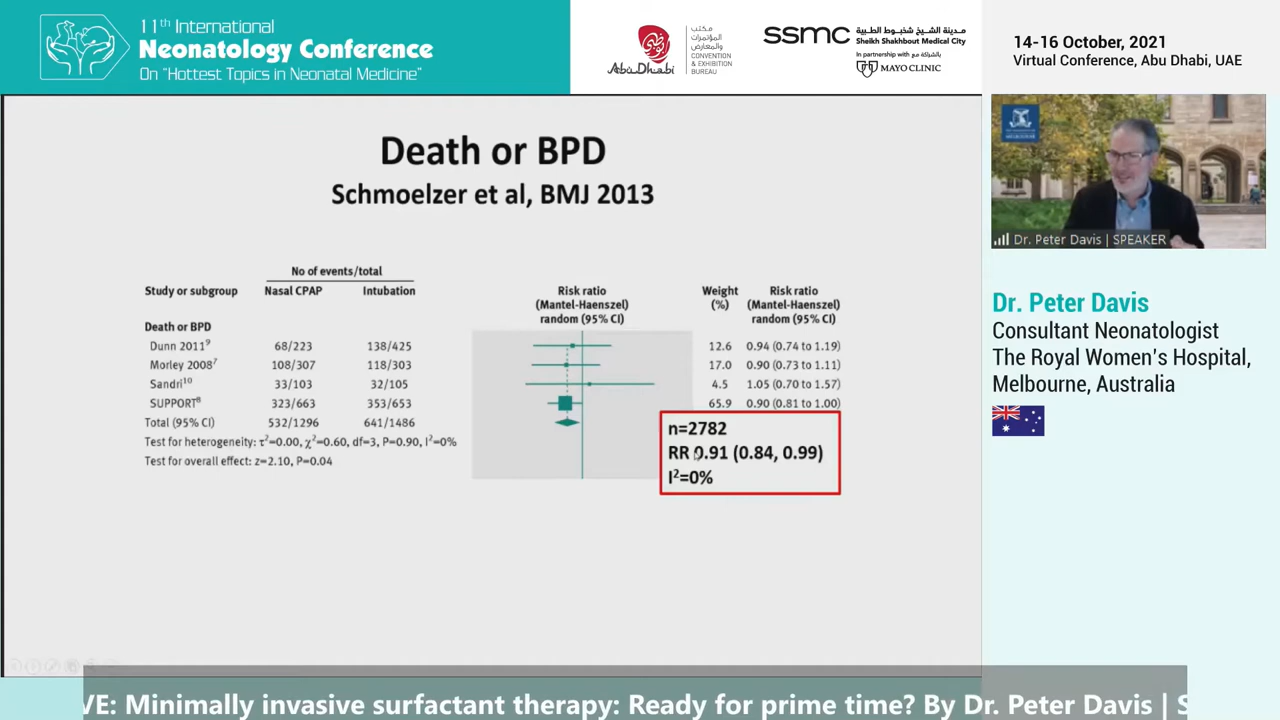 11th International
Neonatology Conference
On “Hottest Topics in Neonatal Medicine”
أبوظبي
Abu Dhabi
مكتب
المؤتمرات
والمعارض
CONVENTION
& EXHIBITION
BUREAU
ssmc
مدينة الشيخ شخبوط الطبية
Sheikh Shakhbout Medical City
In partnership with بالشراكة مع
MAYO CLINIC
14-16 October, 2021
Virtual Conference, Abu Dhabi, UAE
Death or BPD
Schmoelzer et al, BMJ 2013
No of events/total
Study or subgroup Nasal CPAP Intubation Risk ratio (Mantel-Haenszel) random (95% CI) Weight (%) Risk ratio (Mantel-Haenszel) random (95% CI)
Death or BPD
Dunn 2011⁹ 68/223 138/425 12.6 0.94 (0.74 to 1.19)
Morley 2008⁷ 108/307 118/303 17.0 0.90 (0.73 to 1.11)
Sandri¹⁰ 33/103 32/105 4.5 1.05 (0.70 to 1.57)
SUPPORT⁸ 323/663 353/653 65.9 0.90 (0.81 to 1.00)
Total (95% CI) 532/1296 641/1486
Test for heterogeneity: τ²=0.00, χ²=0.60, df=3, P=0.90, I²=0%
Test for overall effect: z=2.10, P=0.04
n=2782
RR 0.91 (0.84, 0.99)
I²=0%
Dr. Peter Davis | SPEAKER
Dr. Peter Davis
Consultant Neonatologist
The Royal Women's Hospital,
Melbourne, Australia
VE: Minimally invasive surfactant therapy: Ready for prime time? By Dr. Peter Davis | S